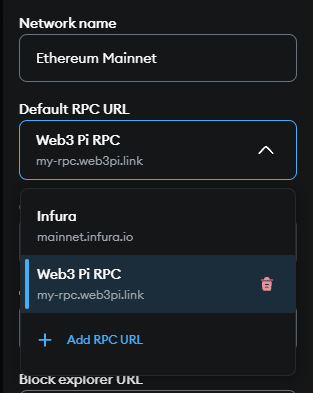 Network name
Ethereum Mainnet
Default RPC URL
Web3 Pi RPC
my-rpc.web3pi.link
Infura
mainnet.infura.io
Web3 Pi RPC
my-rpc.web3pi.link
Add RPC URL
Block explorer URL